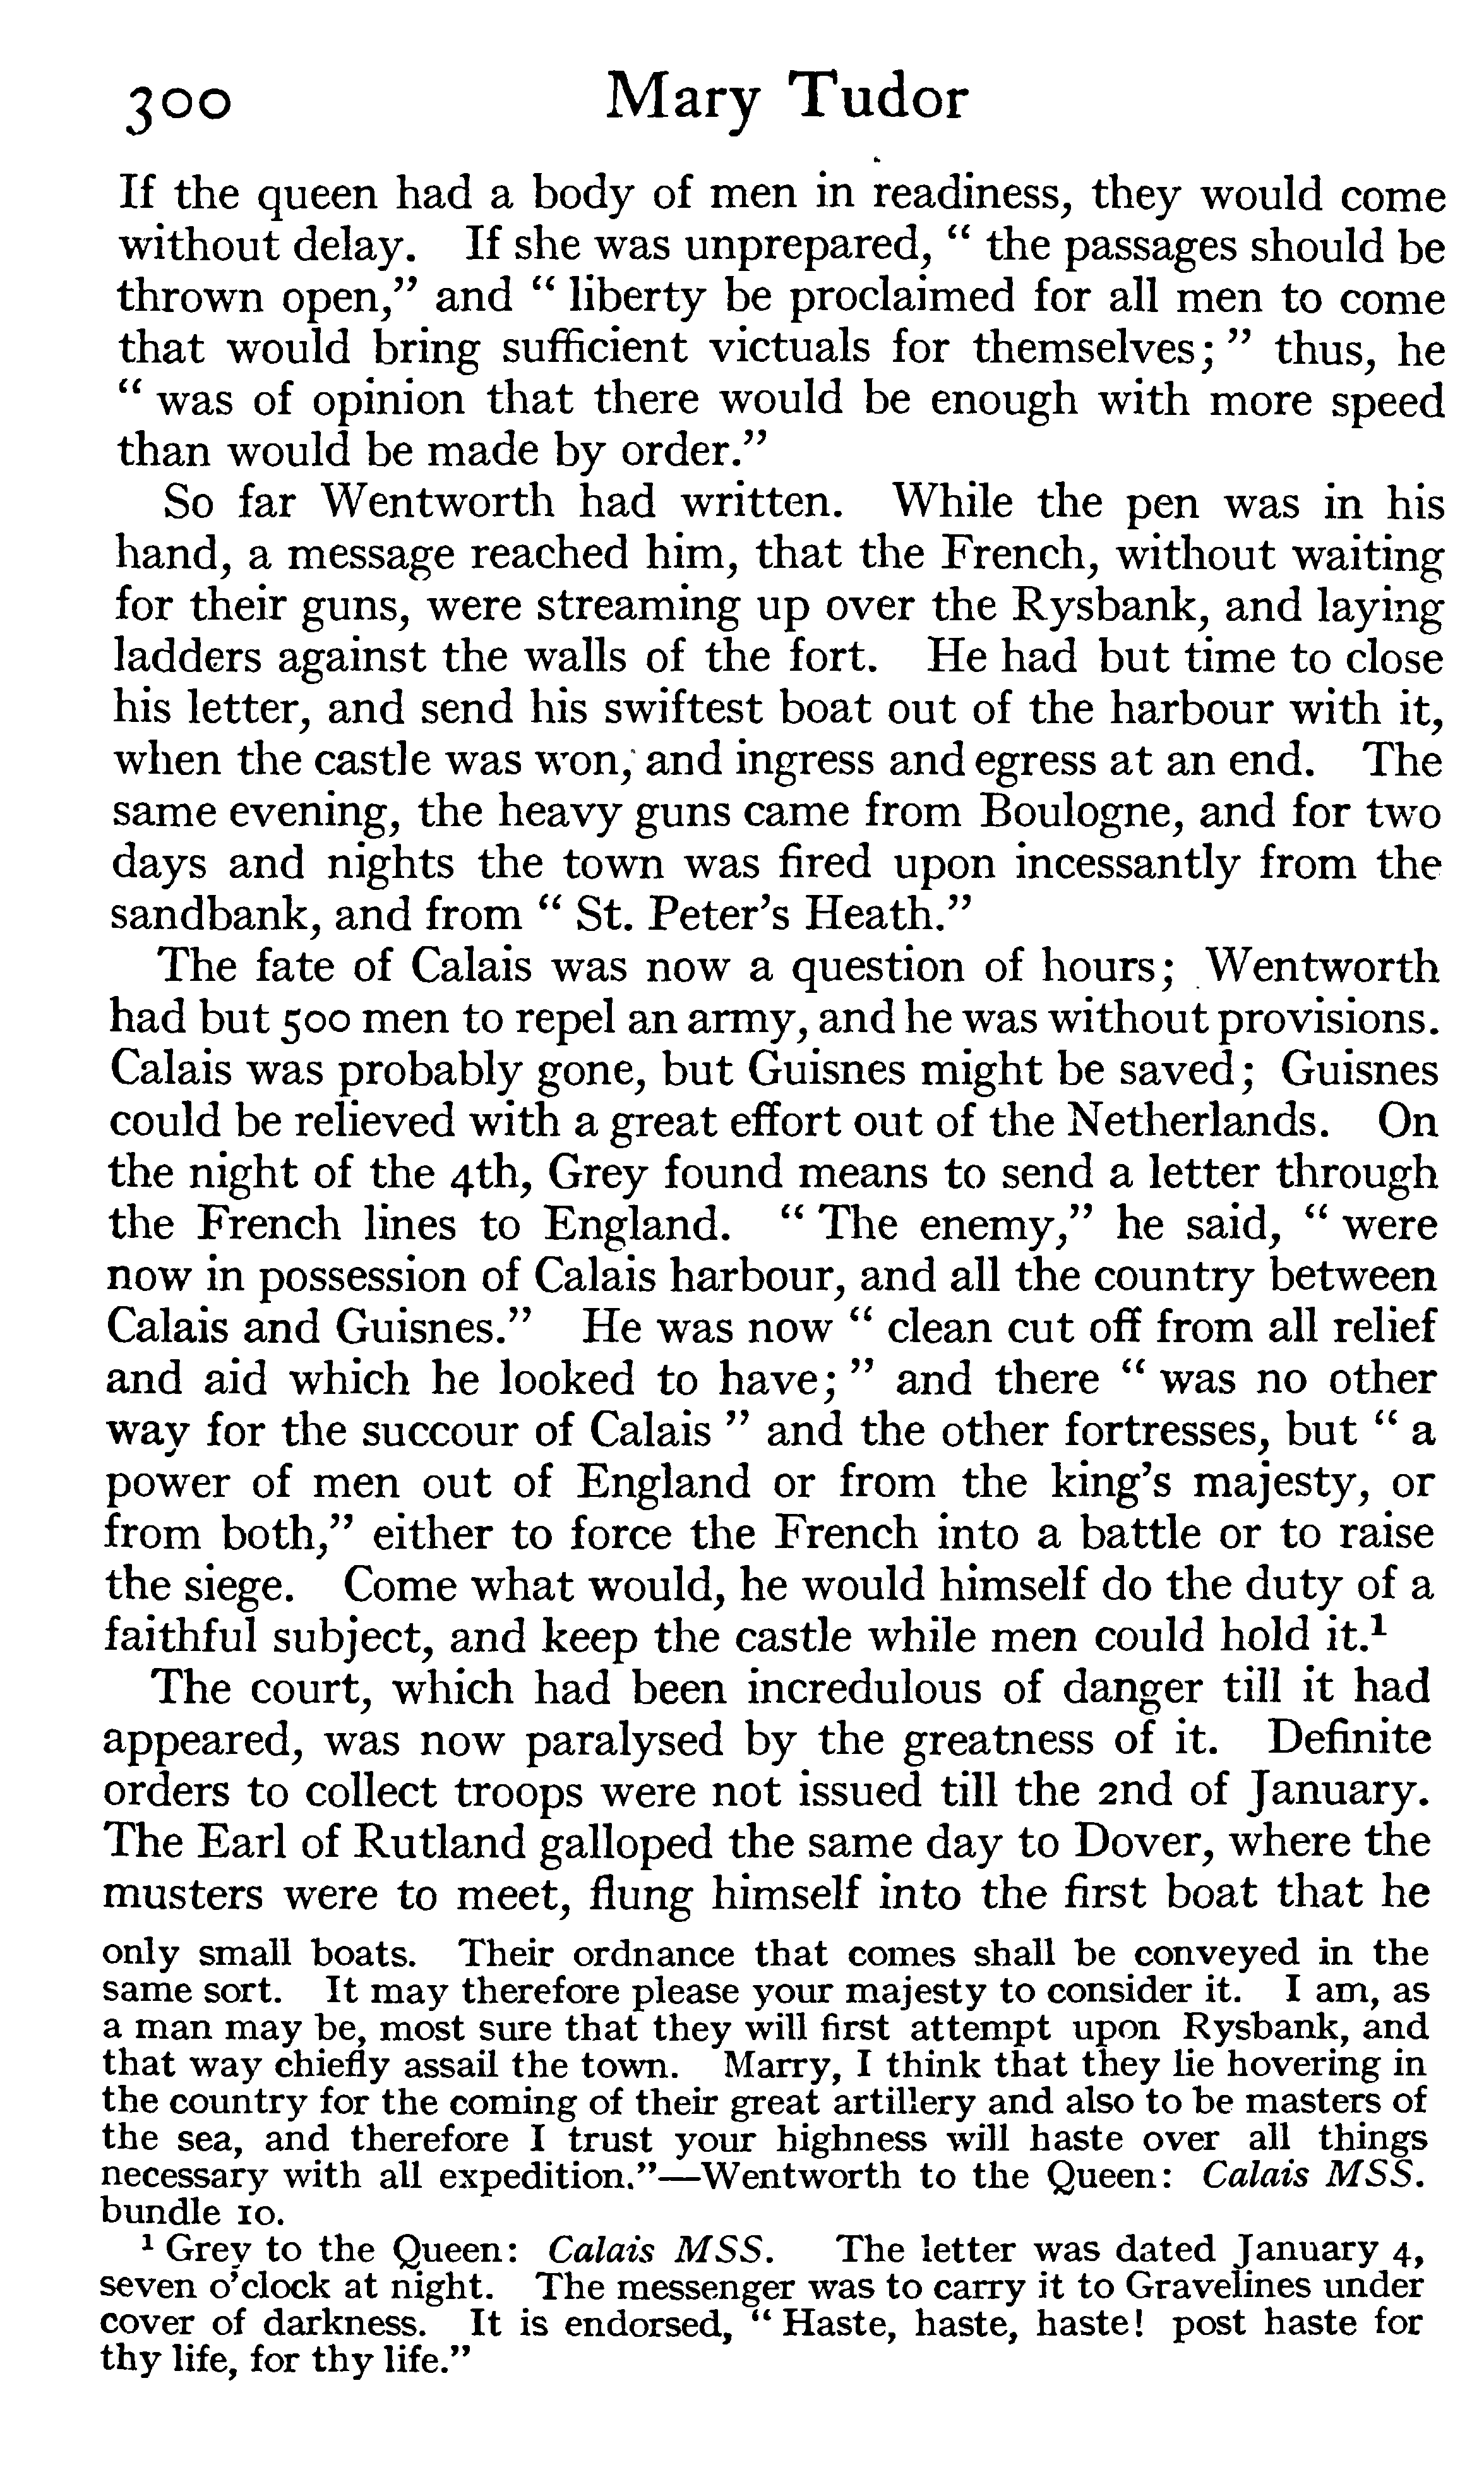 300 Mary Tudor
If the queen had a body of men in readiness, they would come
without delay. If she was unprepared, “ the passages should be
thrown open,” and “ liberty be proclaimed for all men to come
that would bring sufficient victuals for themselves; ” thus, he
“ was of opinion that there would be enough with more speed
than would be made by order.”
So far Wentworth had written. While the pen was in his
hand, a message reached him, that the French, without waiting
for their guns, were streaming up over the Rysbank, and laying
ladders against the walls of the fort. He had but time to close
his letter, and send his swiftest boat out of the harbour with it,
when the castle was won, and ingress and egress at an end. The
same evening, the heavy guns came from Boulogne, and for two
days and nights the town was fired upon incessantly from the
sandbank, and from “ St. Peter’s Heath.”
The fate of Calais was now a question of hours; Wentworth
had but 500 men to repel an army, and he was without provisions.
Calais was probably gone, but Guisnes might be saved; Guisnes
could be relieved with a great effort out of the Netherlands. On
the night of the 4th, Grey found means to send a letter through
the French lines to England. “ The enemy,” he said, “ were
now in possession of Calais harbour, and all the country between
Calais and Guisnes.” He was now “ clean cut off from all relief
and aid which he looked to have; ” and there “ was no other
way for the succour of Calais ” and the other fortresses, but “ a
power of men out of England or from the king’s majesty, or
from both,” either to force the French into a battle or to raise
the siege. Come what would, he would himself do the duty of a
faithful subject, and keep the castle while men could hold it.¹
The court, which had been incredulous of danger till it had
appeared, was now paralysed by the greatness of it. Definite
orders to collect troops were not issued till the 2nd of January.
The Earl of Rutland galloped the same day to Dover, where the
musters were to meet, flung himself into the first boat that he
only small boats. Their ordnance that comes shall be conveyed in the
same sort. It may therefore please your majesty to consider it. I am, as
a man may be, most sure that they will first attempt upon Rysbank, and
that way chiefly assail the town. Marry, I think that they lie hovering in
the country for the coming of their great artillery and also to be masters of
the sea, and therefore I trust your highness will haste over all things
necessary with all expedition.”—Wentworth to the Queen: Calais MSS.
bundle 10.
¹ Grey to the Queen: Calais MSS. The letter was dated January 4,
seven o’clock at night. The messenger was to carry it to Gravelines under
cover of darkness. It is endorsed, “ Haste, haste, haste! post haste for
thy life, for thy life.”